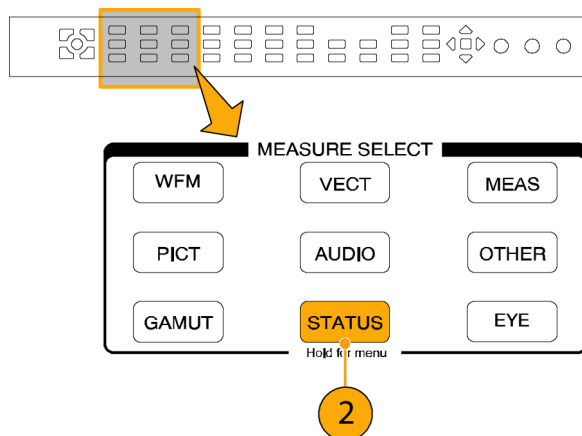 MEASURE SELECT
WFM VECT MEAS
PICT AUDIO OTHER
GAMUT STATUS EYE
Hold for menu
2